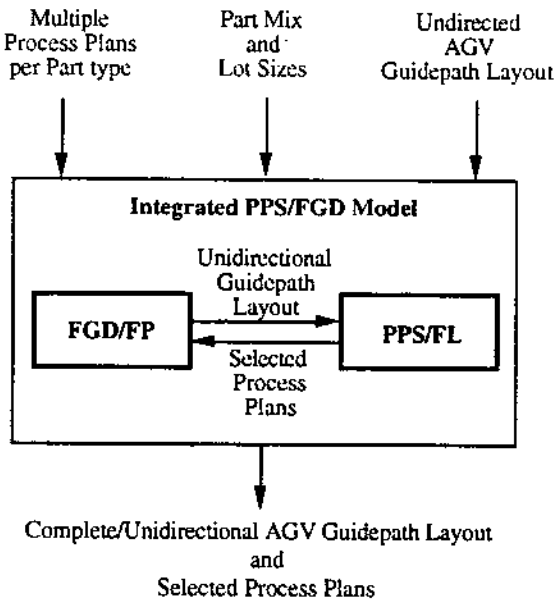 Multiple
Process Plans
per Part type
Part Mix
and
Lot Sizes
Undirected
AGV
Guidepath Layout
Integrated PPS/FGD Model
Unidirectional
Guidepath
Layout
FGD/FP
PPS/FL
Selected
Process
Plans
Complete/Unidirectional AGV Guidepath Layout
and
Selected Process Plans